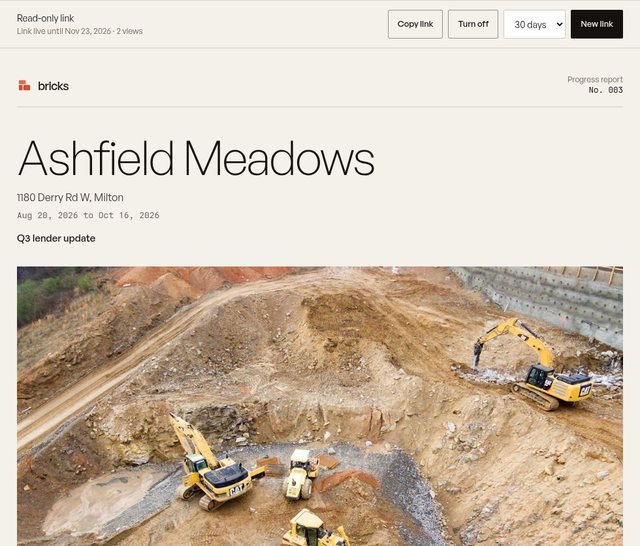 Read-only link
Link live until Nov 23, 2026 · 2 views
Copy link
Turn off
30 days
New link
bricks
Progress report
No. 003
Ashfield Meadows
1180 Derry Rd W, Milton
Aug 20, 2026 to Oct 16, 2026
Q3 lender update
CAT
CAT